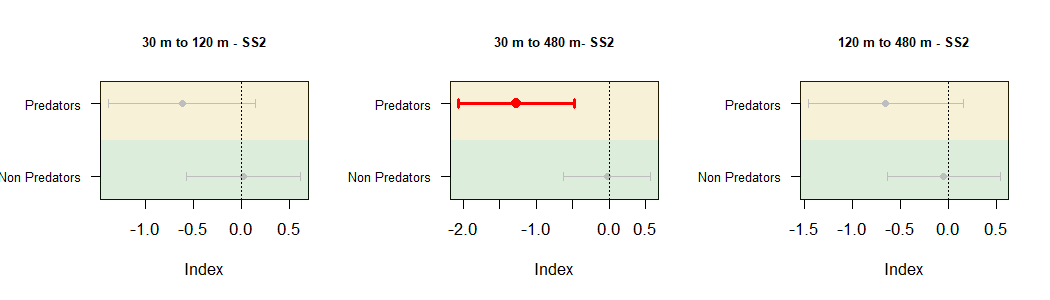 30 m to 120 m - SS2
Predators
Non Predators
-1.0 -0.5 0.0 0.5
Index
30 m to 480 m- SS2
Predators
Non Predators
-2.0 -1.0 0.0 0.5
Index
120 m to 480 m - SS2
Predators
Non Predators
-1.5 -1.0 -0.5 0.0 0.5
Index